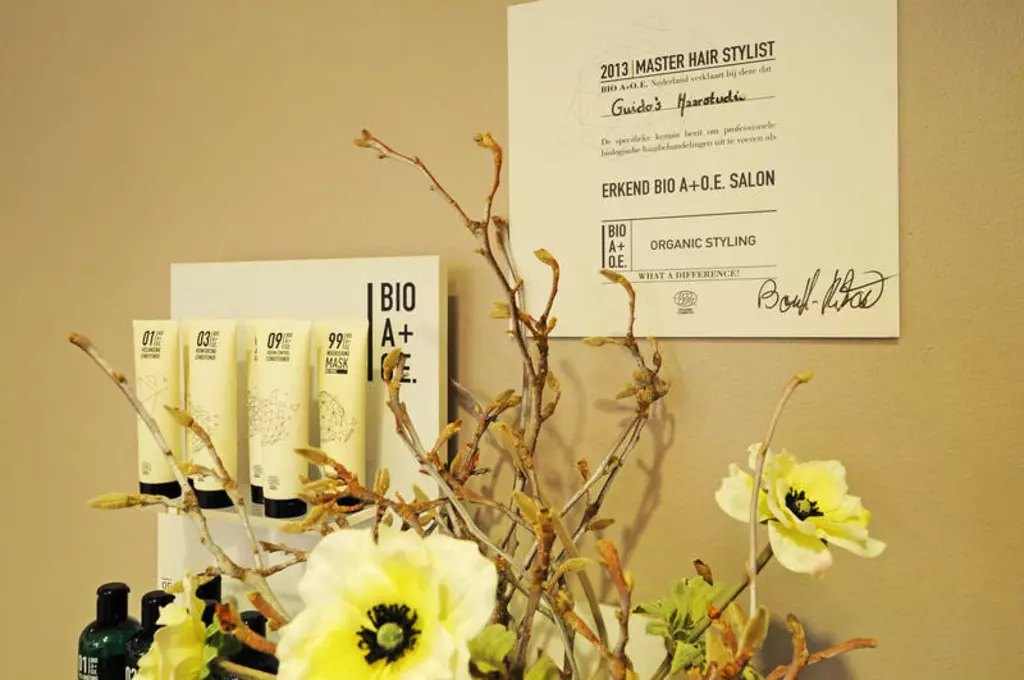 2013 MASTER HAIR STYLIST
BIO A+O.E. Nederland verklaart bij deze dat
Guido's Haarstudio
De specifieke kennis bezit om professionele
biologische haarbehandelingen uit te voeren als
ERKEND BIO A+O.E. SALON
BIO
A+
O.E.
ORGANIC STYLING
WHAT A DIFFERENCE!
BIO
A+
O.E.
01
CONDITIONER
03
CONDITIONER
09
CONDITIONER
99
NOURISHING
MASK
01